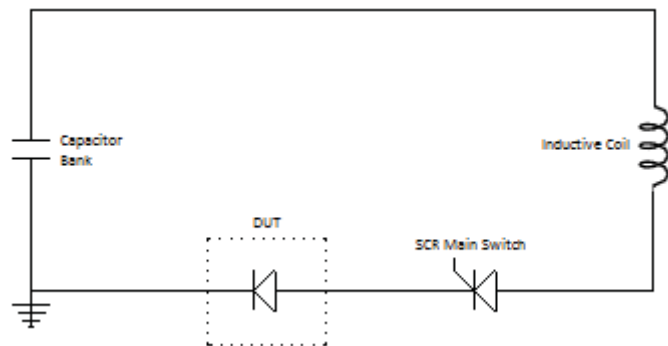 Capacitor
Bank
Inductive Coil
DUT
SCR Main Switch